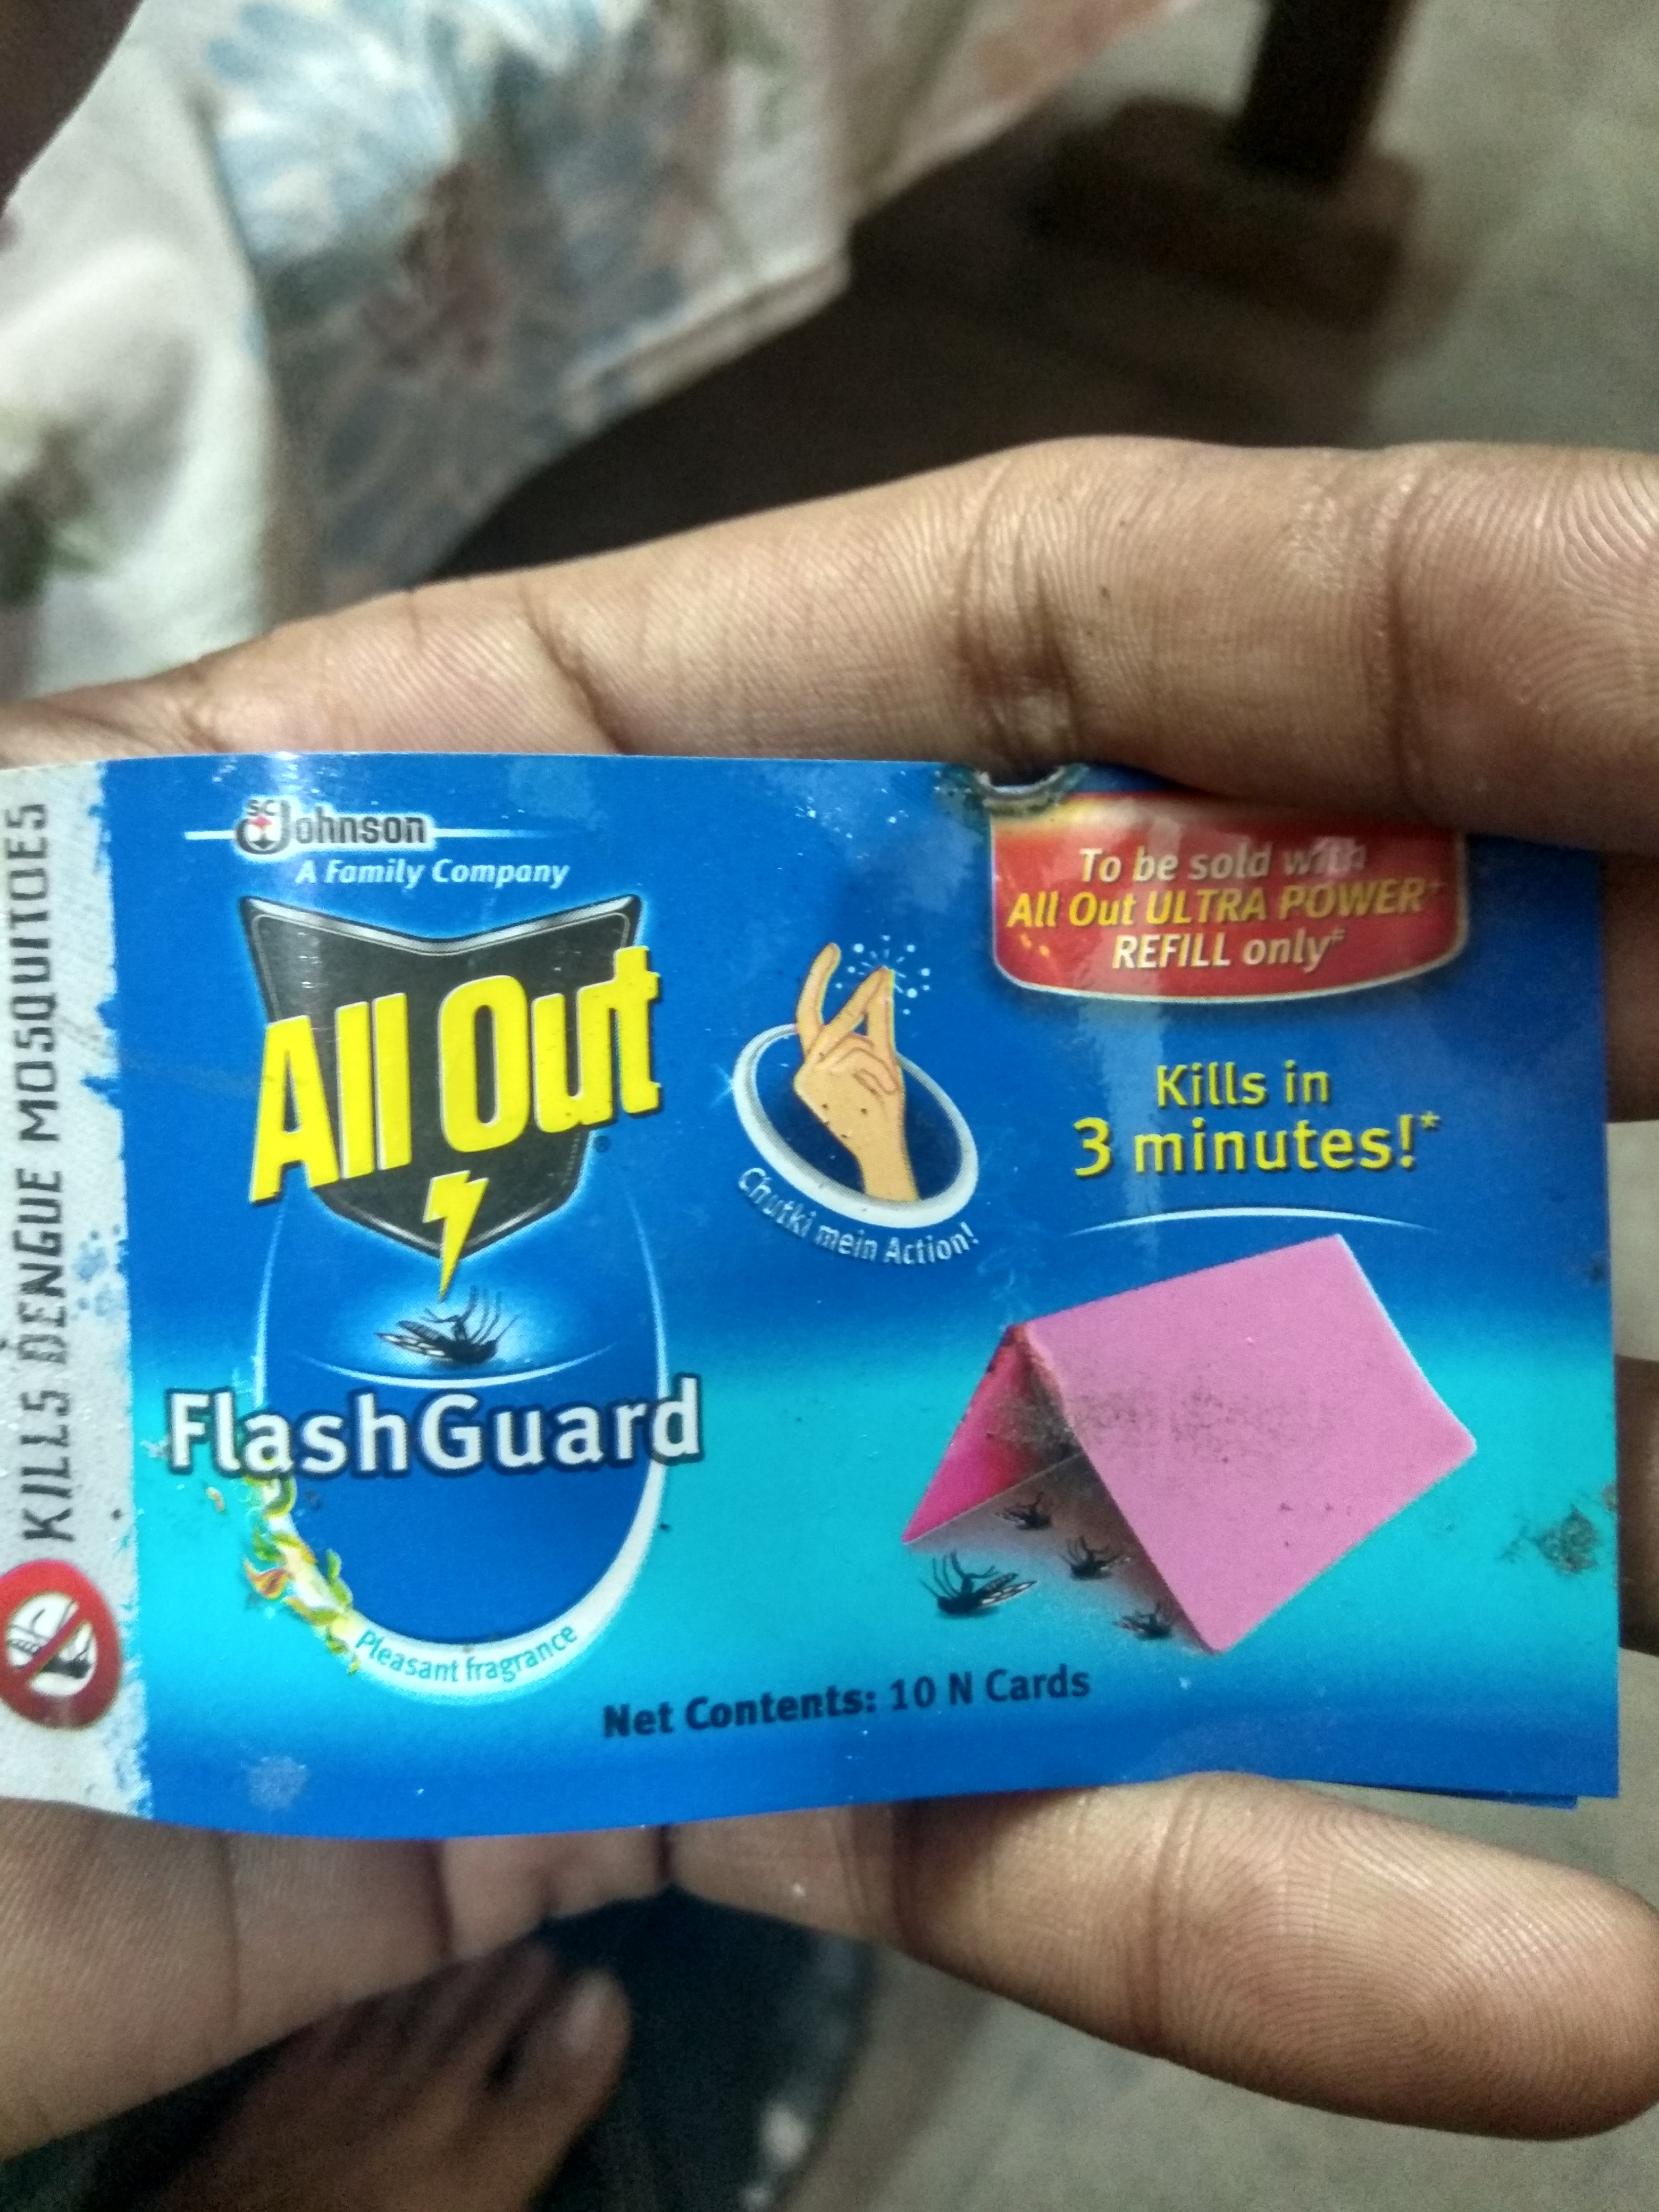 KILLS DENGUE MOSQUITOES
SC Johnson
A Family Company
All Out®
FlashGuard
Pleasant fragrance
Chutki mein Action!
To be sold with
All Out ULTRA POWER+
REFILL only‡
Kills in
3 minutes!*
Net Contents: 10 N Cards